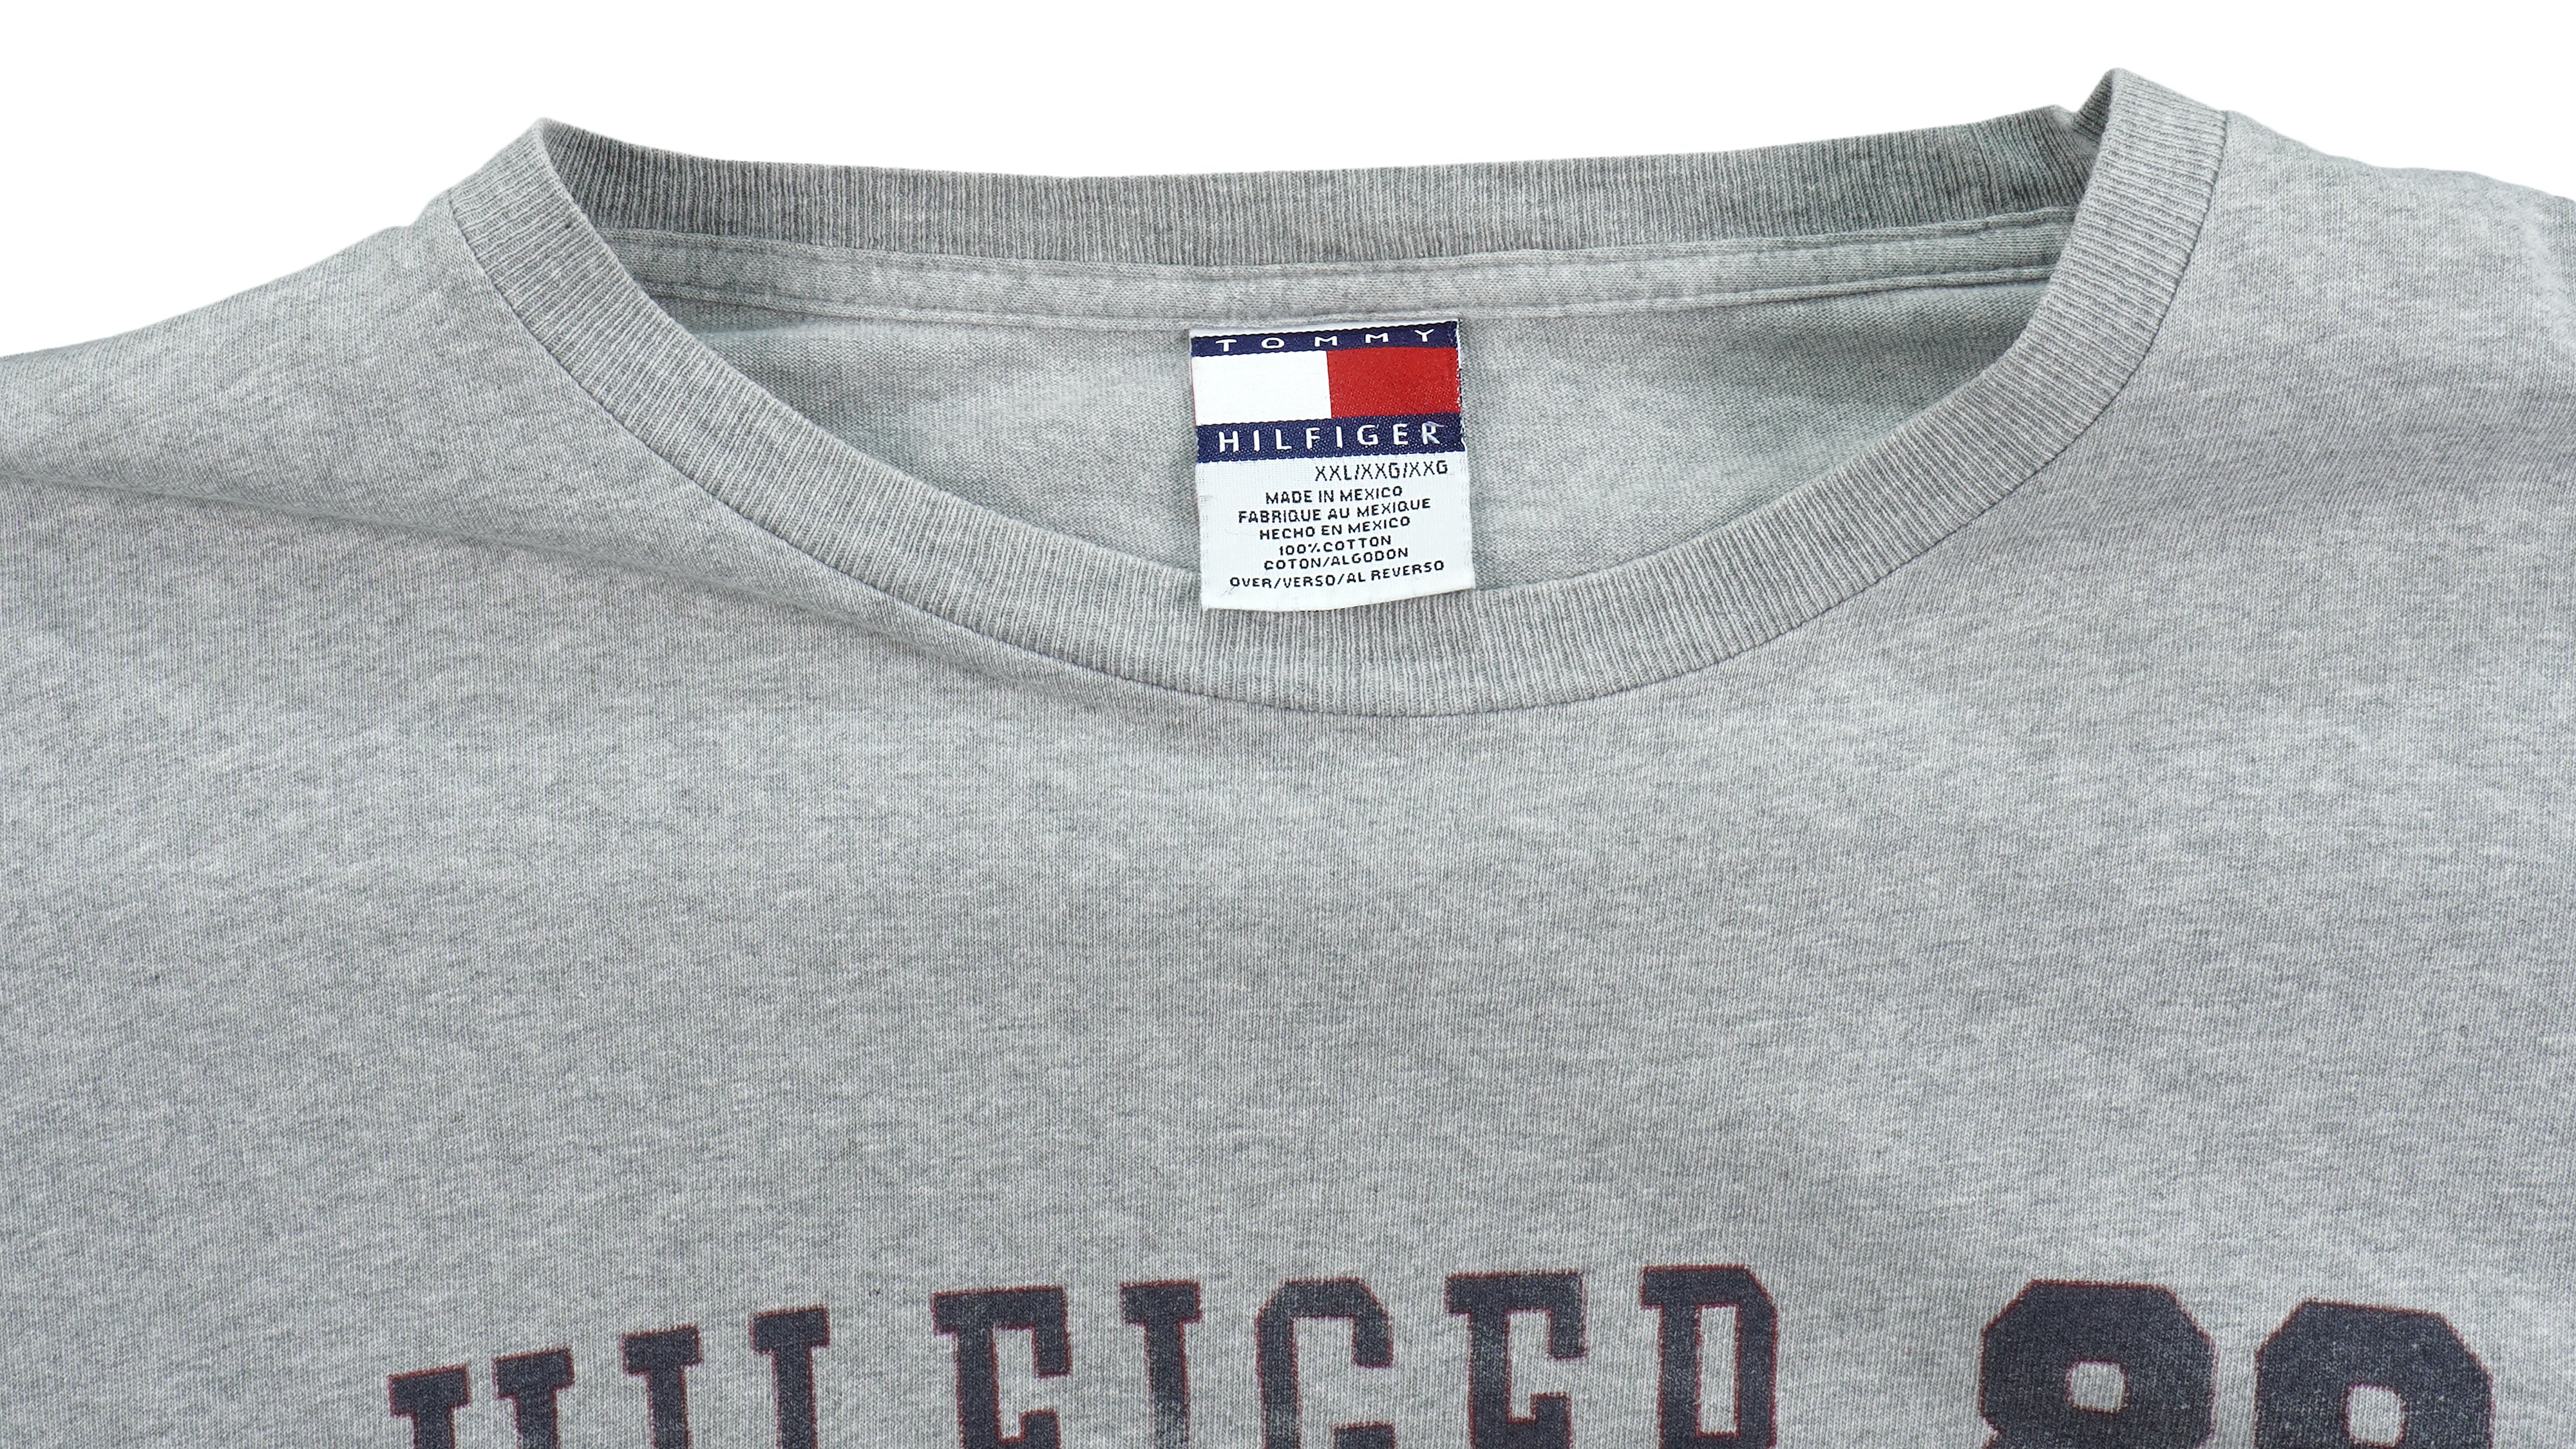 TOMMY
HILFIGER
XXL/XXG/XXG
MADE IN MEXICO
FABRIQUE AU MEXIQUE
HECHO EN MEXICO
100% COTTON
COTON/ALGODON
OVER/VERSO/AL REVERSO
HILFIGER